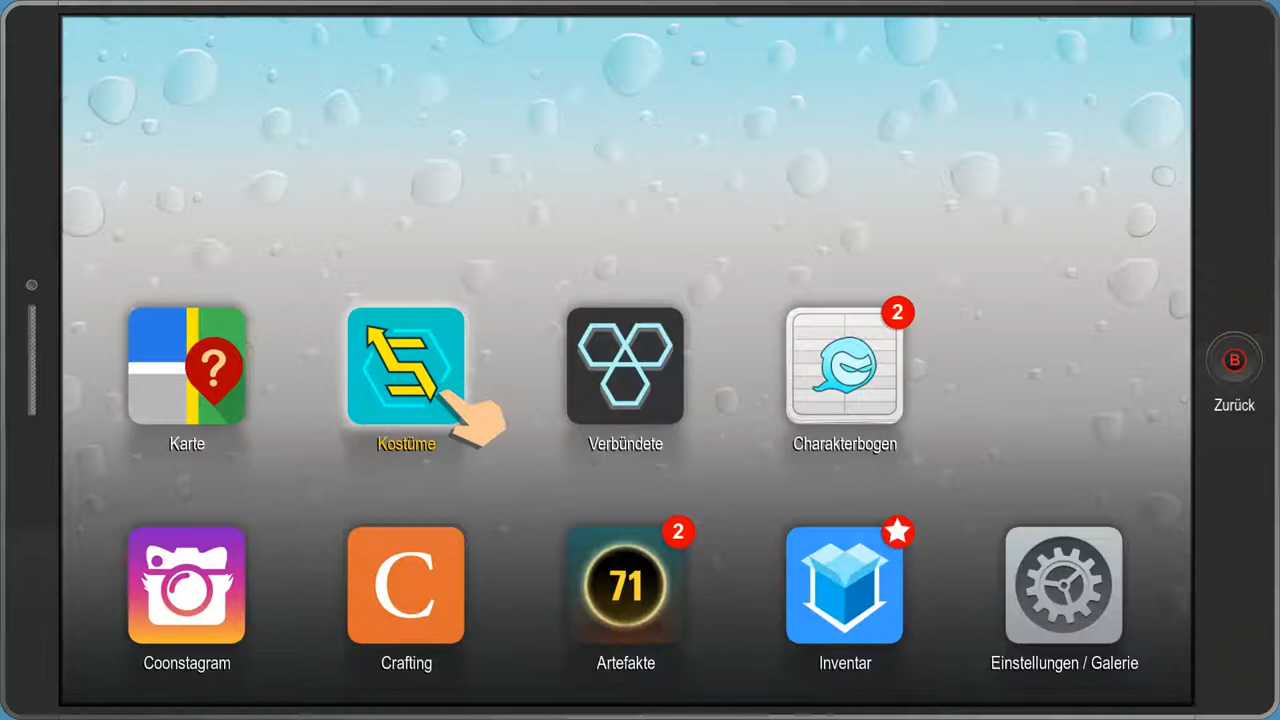 ?
2
B
Zurück
Karte
Kostüme
Verbündete
Charakterbogen
C
71
2
Coonstagram
Crafting
Artefakte
Inventar
Einstellungen / Galerie